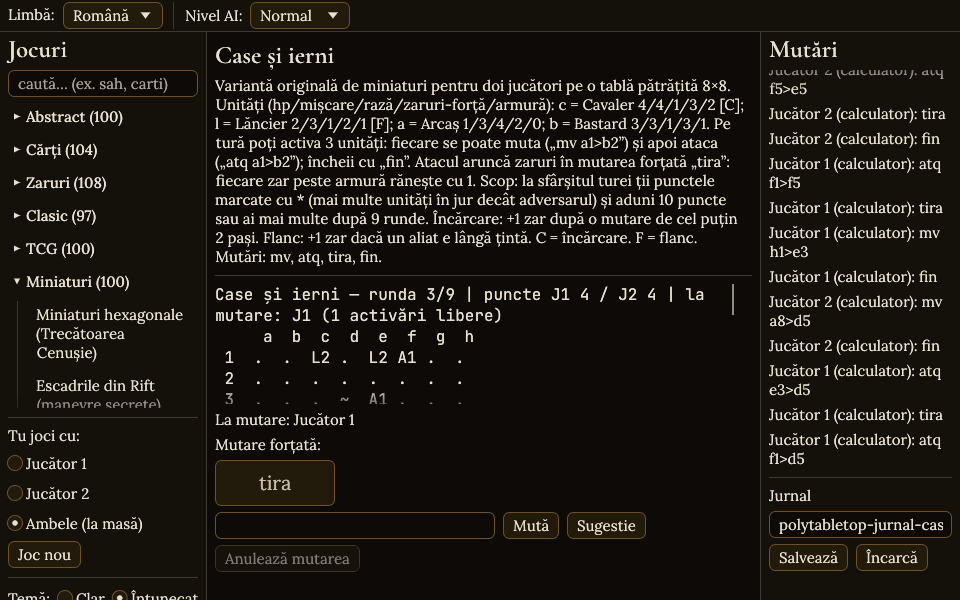 Limbă: Română ▼ Nivel AI: Normal ▼
Jocuri
caută... (ex. sah, carti)
▸ Abstract (100)
▸ Cărți (104)
▸ Zaruri (108)
▸ Clasic (97)
▸ TCG (100)
▾ Miniaturi (100)
Miniaturi hexagonale
(Trecătoarea
Cenușie)
Escadrile din Rift
(manevre secrete)
Tu joci cu:
Jucător 1
Jucător 2
Ambele (la masă)
Joc nou
Temă: Clar Întunecat
Case și ierni
Variantă originală de miniaturi pentru doi jucători pe o tablă pătrățită 8×8.
Unități (hp/mișcare/rază/zaruri-forță/armură): c = Cavaler 4/4/1/3/2 [C];
l = Lăncier 2/3/1/2/1 [F]; a = Arcaș 1/3/4/2/0; b = Bastard 3/3/1/3/1. Pe
tură poți activa 3 unități: fiecare se poate muta („mv a1>b2”) și apoi ataca
(„atq a1>b2”); închei cu „fin”. Atacul aruncă zaruri în mutarea forțată „tira”:
fiecare zar peste armură rănește cu 1. Scop: la sfârșitul turei ții punctele
marcate cu * (mai multe unități în jur decât adversarul) și aduni 10 puncte
sau ai mai multe după 9 runde. Încărcare: +1 zar după o mutare de cel puțin
2 pași. Flanc: +1 zar dacă un aliat e lângă țintă. C = încărcare. F = flanc.
Mutări: mv, atq, tira, fin.
Case și ierni — runda 3/9 | puncte J1 4 / J2 4 | la
mutare: J1 (1 activări libere)
a b c d e f g h
1 . . L2 . L2 A1 . .
2 . . . . . . . .
3 . . . ~ A1 . . .
La mutare: Jucător 1
Mutare forțată:
tira
Mută Sugestie
Anulează mutarea
Mutări
Jucător 2 (calculator): atq
f5>e5
Jucător 2 (calculator): tira
Jucător 2 (calculator): fin
Jucător 1 (calculator): atq
f1>f5
Jucător 1 (calculator): tira
Jucător 1 (calculator): mv
h1>e3
Jucător 1 (calculator): fin
Jucător 2 (calculator): mv
a8>d5
Jucător 2 (calculator): fin
Jucător 1 (calculator): atq
e3>d5
Jucător 1 (calculator): tira
Jucător 1 (calculator): atq
f1>d5
Jurnal
polytabletop-jurnal-cas
Salvează Încarcă